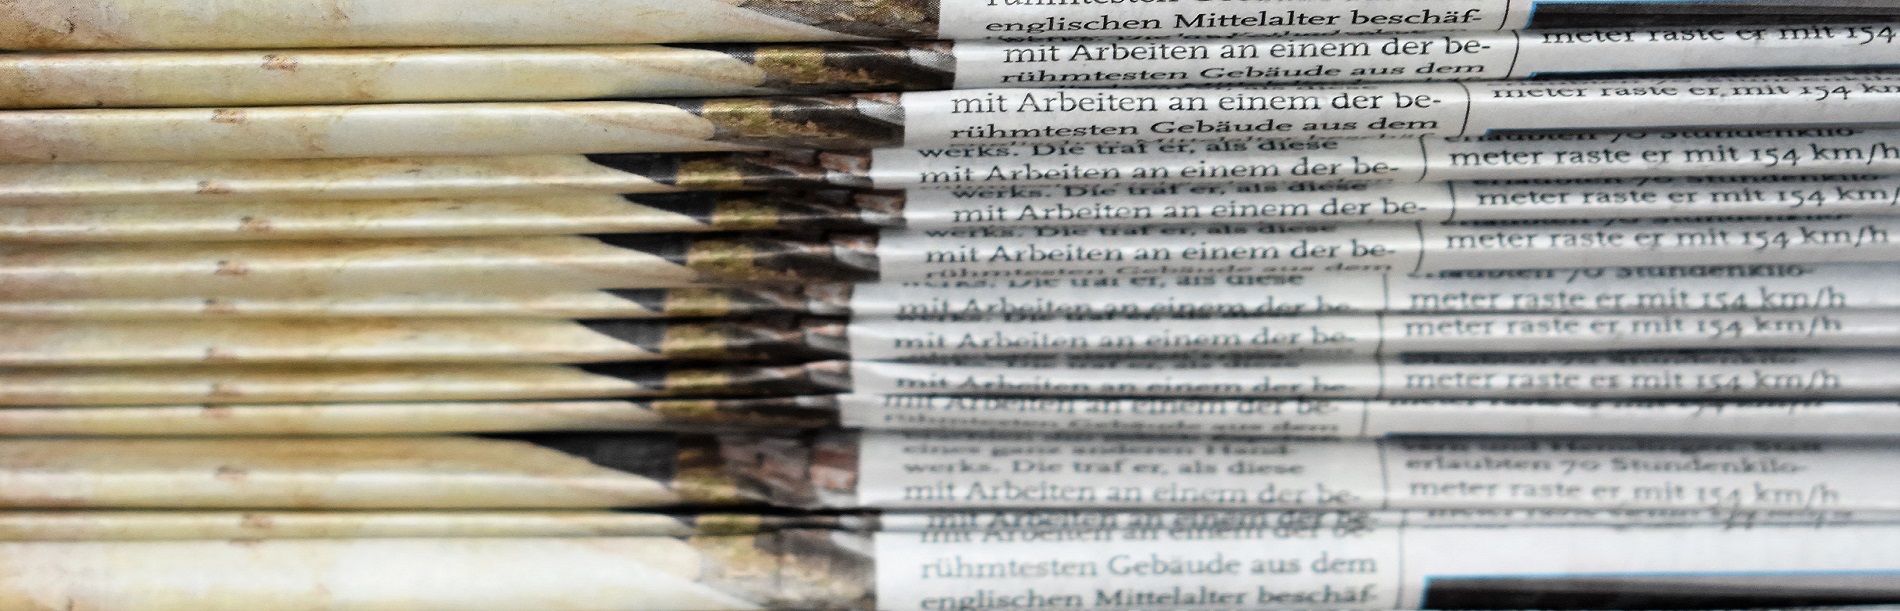 rühmtesten Gebäude aus dem
englischen Mittelalter beschäf-
mit Arbeiten an einem der be-
meter raste er mit 154
rühmtesten Gebäude aus dem
mit Arbeiten an einem der be-
meter raste er mit 154 km
rühmtesten Gebäude aus dem
erlaubten 70 Stundenkilo-
werks. Die traf er, als diese
meter raste er mit 154 km/h
mit Arbeiten an einem der be-
werks. Die traf er, als diese
meter raste er mit 154 km/
mit Arbeiten an einem der be-
werks. Die traf er, als diese
meter raste er mit 154 km/h
mit Arbeiten an einem der be-
rühmtesten Gebäude aus dem
erlaubten 70 Stundenkilo-
Die traf er, als diese
meter raste er mit 154 km/h
mit Arbeiten an einem der be-
meter raste er mit 154 km/h
mit Arbeiten an einem der be-
meter raste er mit 154 km/h
mit Arbeiten an einem der be-
mit Arbeiten an einem der be-
rühmtesten Gebäude aus dem
eines ganz anderen Hand-
werks. Die traf er, als diese
erlaubten 70 Stundenkilo-
mit Arbeiten an einem der be-
meter raste er mit 154 km/h
mit Arbeiten an einem der be-
rühmtesten Gebäude aus dem
englischen Mittelalter beschäf-